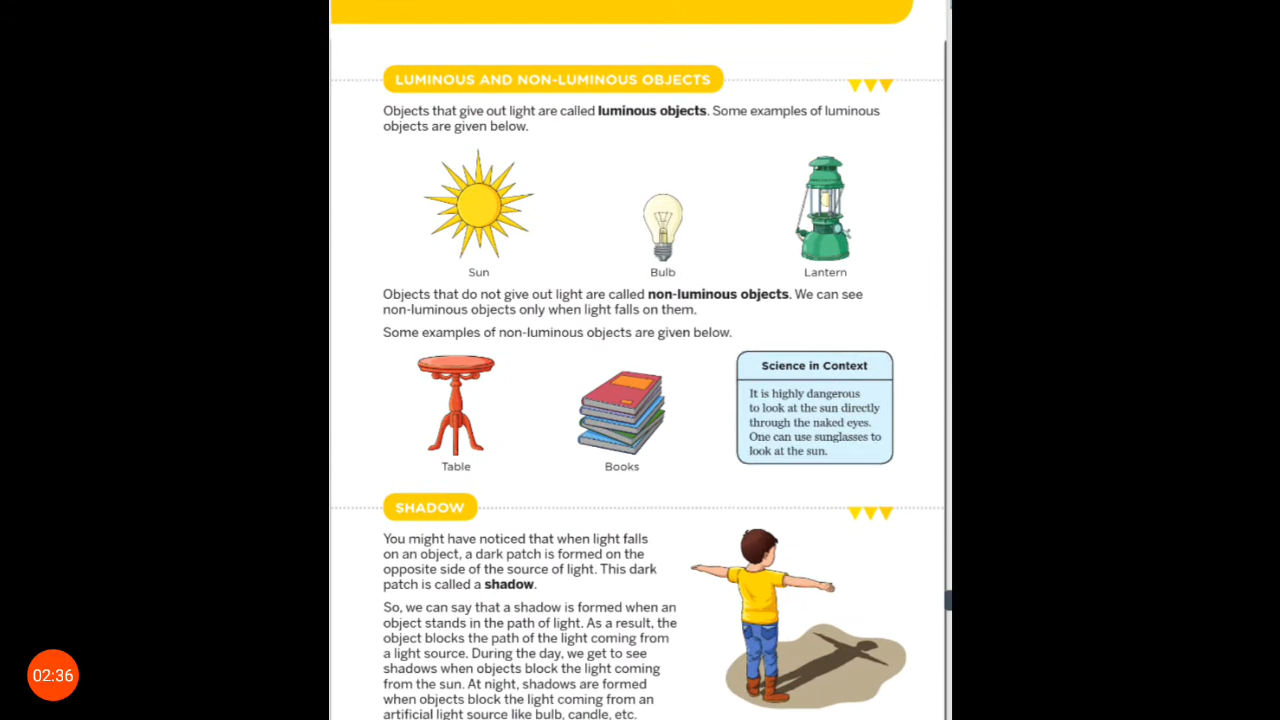 LUMINOUS AND NON-LUMINOUS OBJECTS
Objects that give out light are called luminous objects. Some examples of luminous
objects are given below.
Sun
Bulb
Lantern
Objects that do not give out light are called non-luminous objects. We can see
non-luminous objects only when light falls on them.
Some examples of non-luminous objects are given below.
Table
Books
Science in Context
It is highly dangerous
to look at the sun directly
through the naked eyes.
One can use sunglasses to
look at the sun.
SHADOW
You might have noticed that when light falls
on an object, a dark patch is formed on the
opposite side of the source of light. This dark
patch is called a shadow.
So, we can say that a shadow is formed when an
object stands in the path of light. As a result, the
object blocks the path of the light coming from
a light source. During the day, we get to see
shadows when objects block the light coming
from the sun. At night, shadows are formed
when objects block the light coming from an
artificial light source like bulb, candle, etc.
02:36